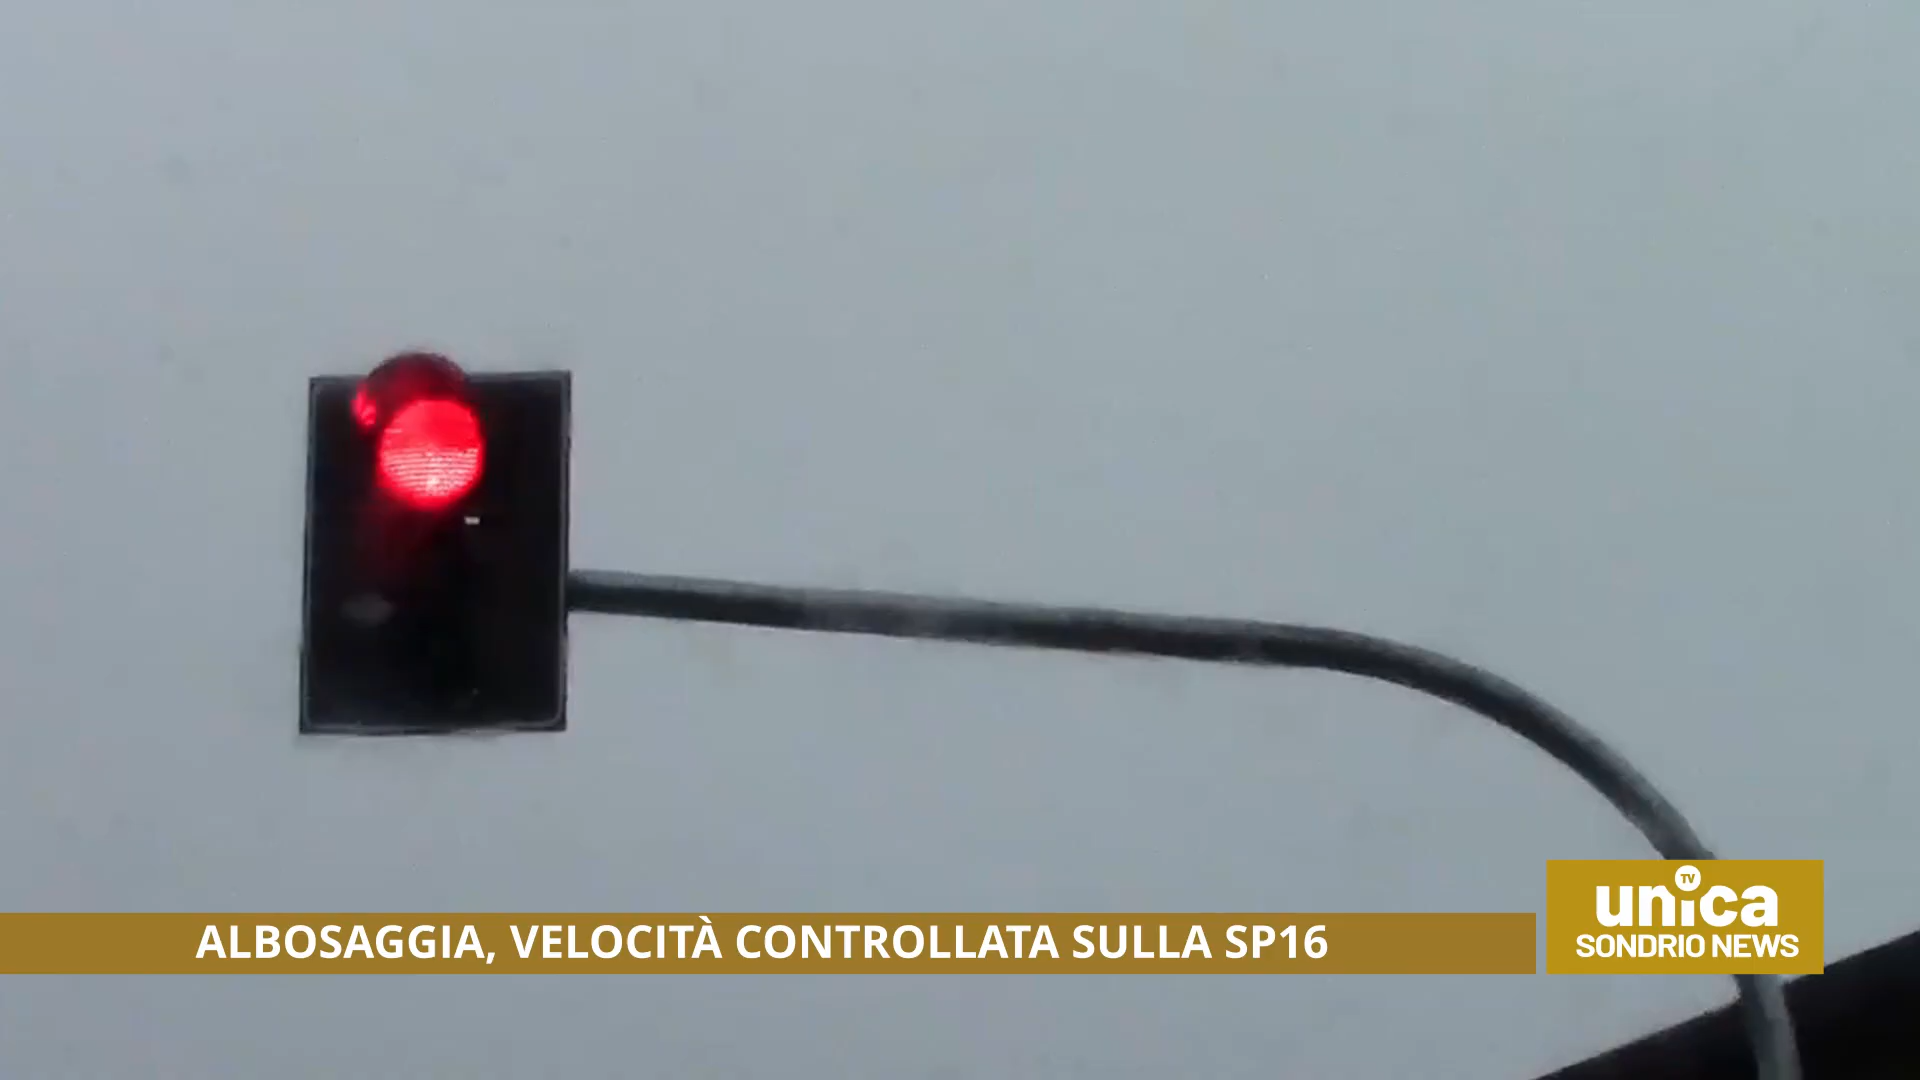 ALBOSAGGIA, VELOCITÀ CONTROLLATA SULLA SP16
TV
unica
SONDRIO NEWS